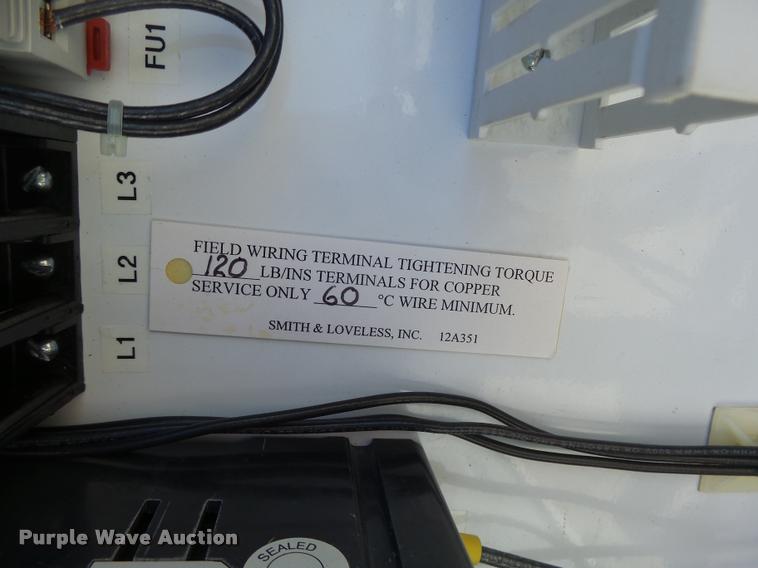 FU1
L3
L2
L1
FIELD WIRING TERMINAL TIGHTENING TORQUE
120 LB/INS TERMINALS FOR COPPER
SERVICE ONLY 60 °C WIRE MINIMUM.
SMITH & LOVELESS, INC. 12A351
SEALED
Purple Wave Auction